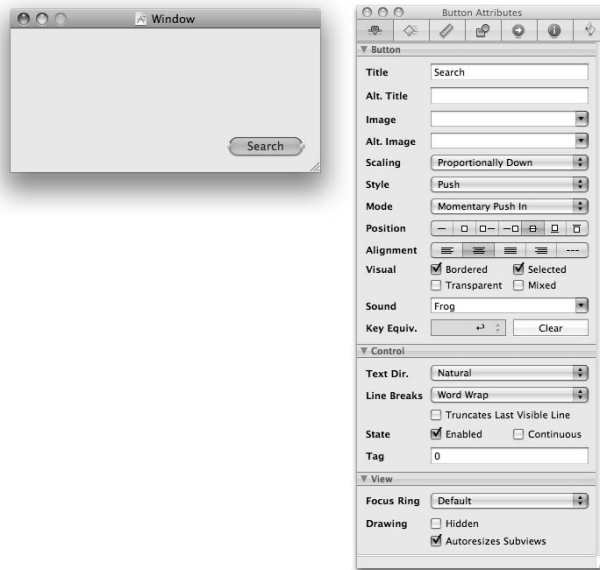 Window
Search
Button Attributes
Button
Title Search
Alt. Title
Image
Alt. Image
Scaling Proportionally Down
Style Push
Mode Momentary Push In
Position
Alignment
Visual Bordered Selected
Transparent Mixed
Sound Frog
Key Equiv. Clear
Control
Text Dir. Natural
Line Breaks Word Wrap
Truncates Last Visible Line
State Enabled Continuous
Tag 0
View
Focus Ring Default
Drawing Hidden
Autoresizes Subviews